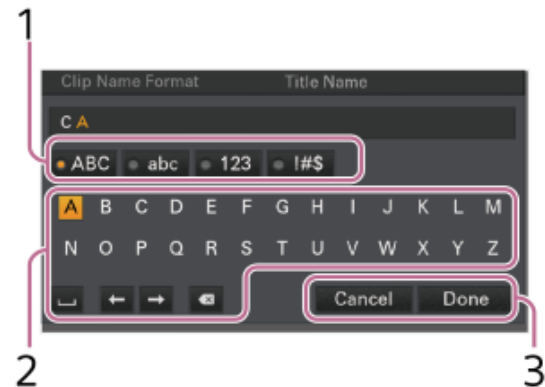 1
Clip Name Format Title Name
C A
ABC abc 123 !#$
A B C D E F G H I J K L M
N O P Q R S T U V W X Y Z
Cancel Done
2 3